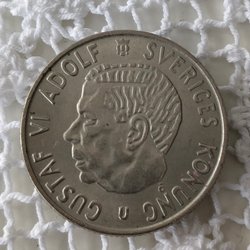 GUSTAF VI ADOLF SVERIGES KONUNG
U